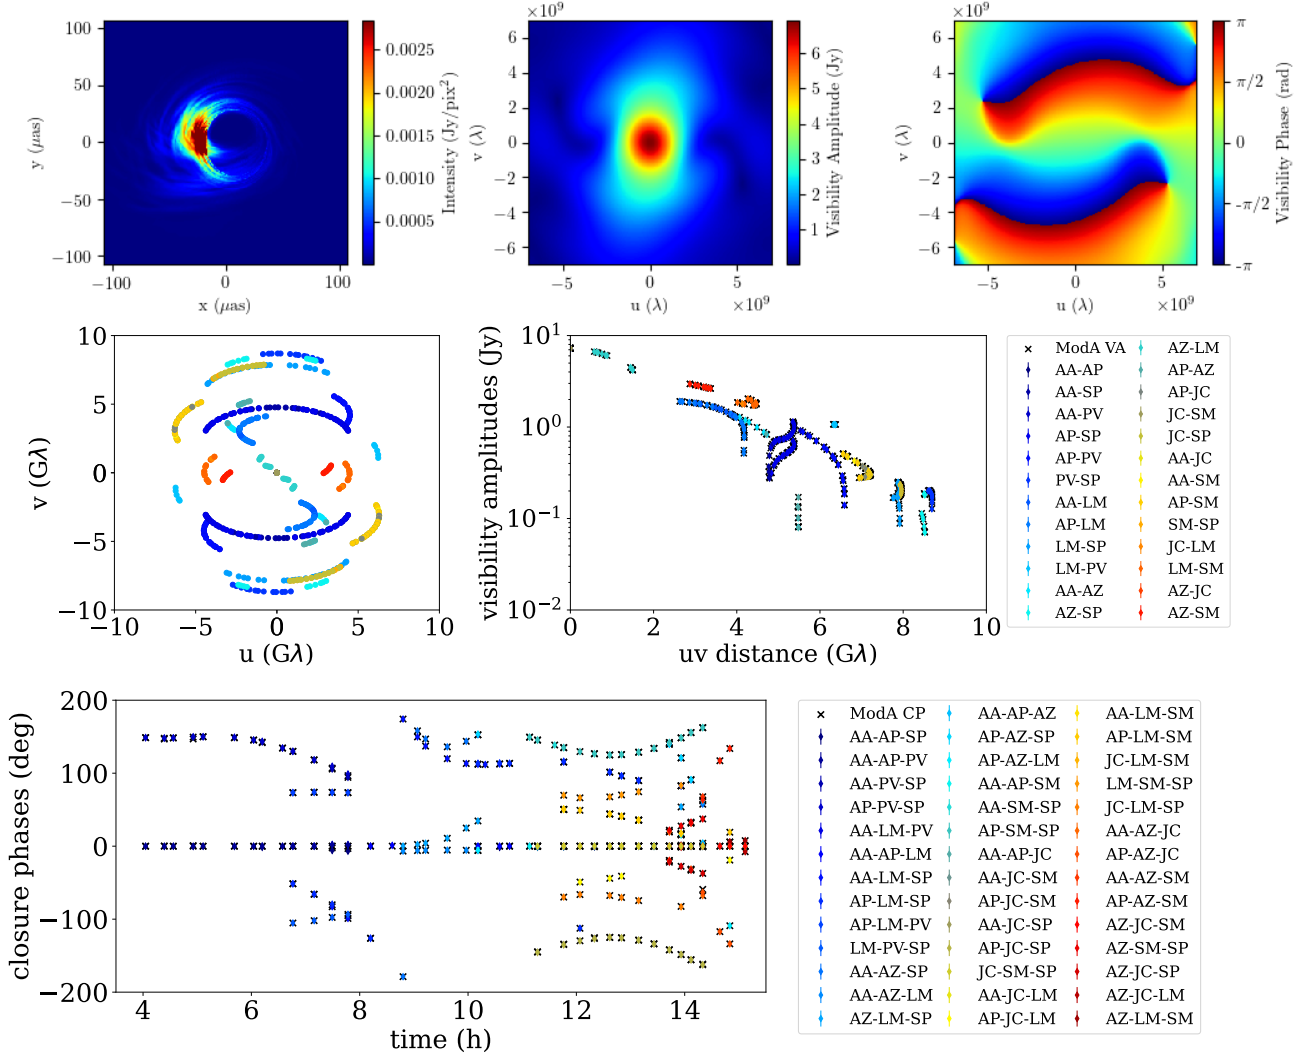 100
50
0
−50
−100
y (μas)
−100
0
100
x (μas)
0.0025
0.0020
0.0015
0.0010
0.0005
Intensity (Jy/pix²)
×10⁹
6
4
2
0
−2
−4
−6
v (λ)
−5
0
5
u (λ)
×10⁹
6
5
4
3
2
1
Visibility Amplitude (Jy)
×10⁹
6
4
2
0
−2
−4
−6
v (λ)
−5
0
5
u (λ)
×10⁹
π
π/2
0
-π/2
-π
Visibility Phase (rad)
10
5
0
−5
−10
v (Gλ)
−10
−5
0
5
10
u (Gλ)
10¹
10⁰
10⁻¹
10⁻²
visibility amplitudes (Jy)
0
2
4
6
8
10
uv distance (Gλ)
ModA VA
AA-AP
AA-SP
AA-PV
AP-SP
AP-PV
PV-SP
AA-LM
AP-LM
LM-SP
LM-PV
AA-AZ
AZ-SP
AZ-LM
AP-AZ
AP-JC
JC-SM
JC-SP
AA-JC
AA-SM
AP-SM
SM-SP
JC-LM
LM-SM
AZ-JC
AZ-SM
200
100
0
−100
−200
closure phases (deg)
4
6
8
10
12
14
time (h)
ModA CP
AA-AP-SP
AA-AP-PV
AA-PV-SP
AP-PV-SP
AA-LM-PV
AA-AP-LM
AA-LM-SP
AP-LM-SP
AP-LM-PV
LM-PV-SP
AA-AZ-SP
AA-AZ-LM
AZ-LM-SP
AA-AP-AZ
AP-AZ-SP
AP-AZ-LM
AA-AP-SM
AA-SM-SP
AP-SM-SP
AA-AP-JC
AA-JC-SM
AP-JC-SM
AA-JC-SP
AP-JC-SP
JC-SM-SP
AA-JC-LM
AP-JC-LM
AA-LM-SM
AP-LM-SM
JC-LM-SM
LM-SM-SP
JC-LM-SP
AA-AZ-JC
AP-AZ-JC
AA-AZ-SM
AP-AZ-SM
AZ-JC-SM
AZ-SM-SP
AZ-JC-SP
AZ-JC-LM
AZ-LM-SM